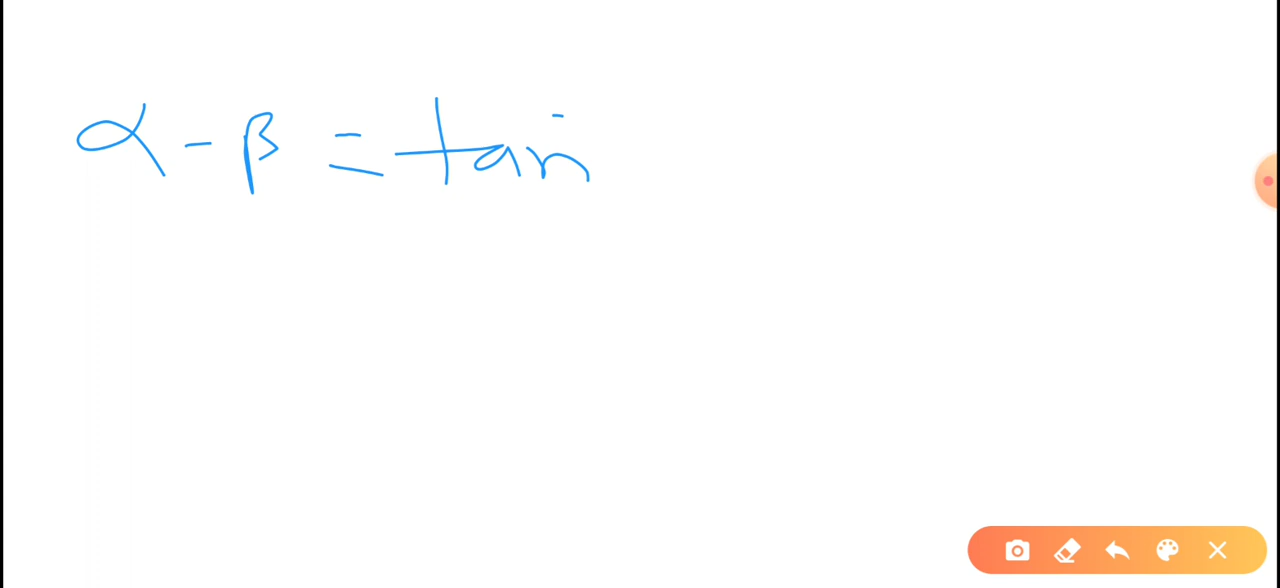 α - β = tan⁻